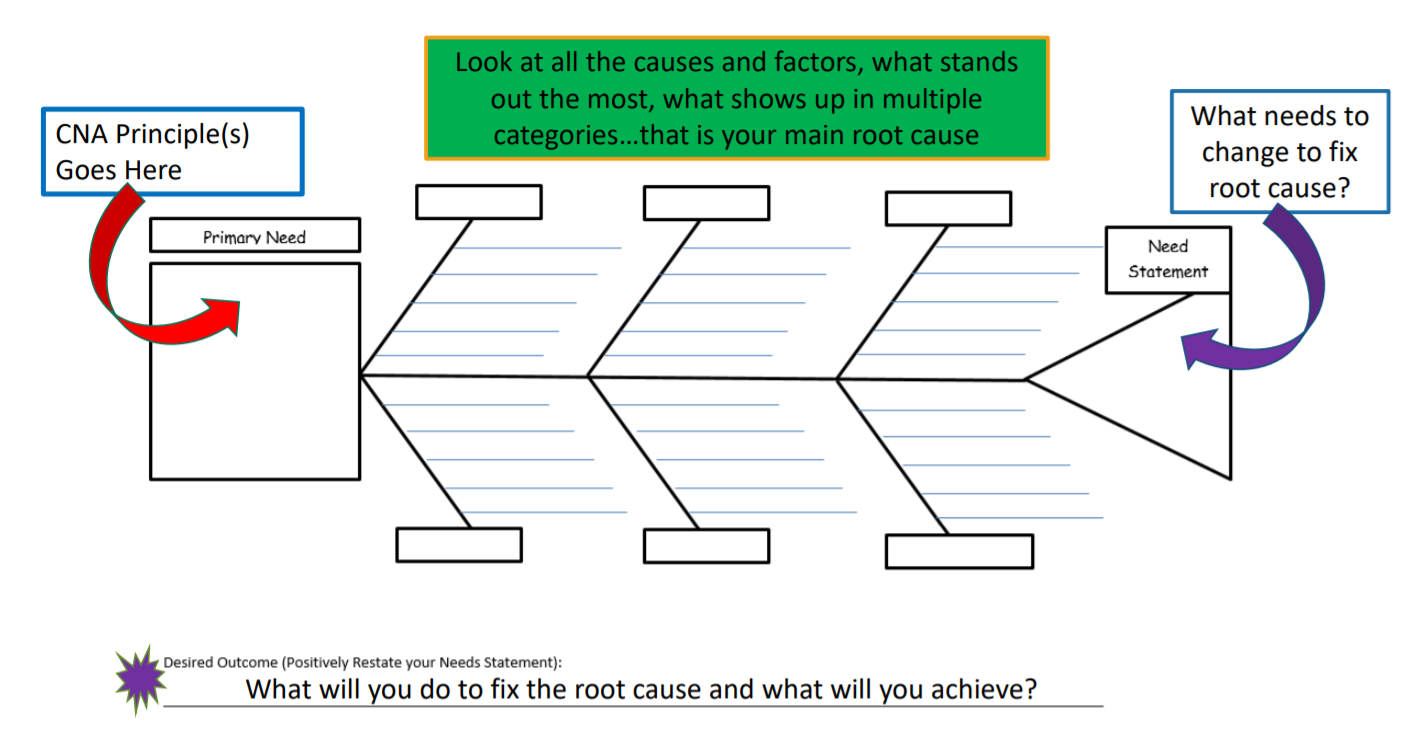 Look at all the causes and factors, what stands
out the most, what shows up in multiple
categories…that is your main root cause
CNA Principle(s)
Goes Here
What needs to
change to fix
root cause?
Primary Need
Need
Statement
Desired Outcome (Positively Restate your Needs Statement):
What will you do to fix the root cause and what will you achieve?